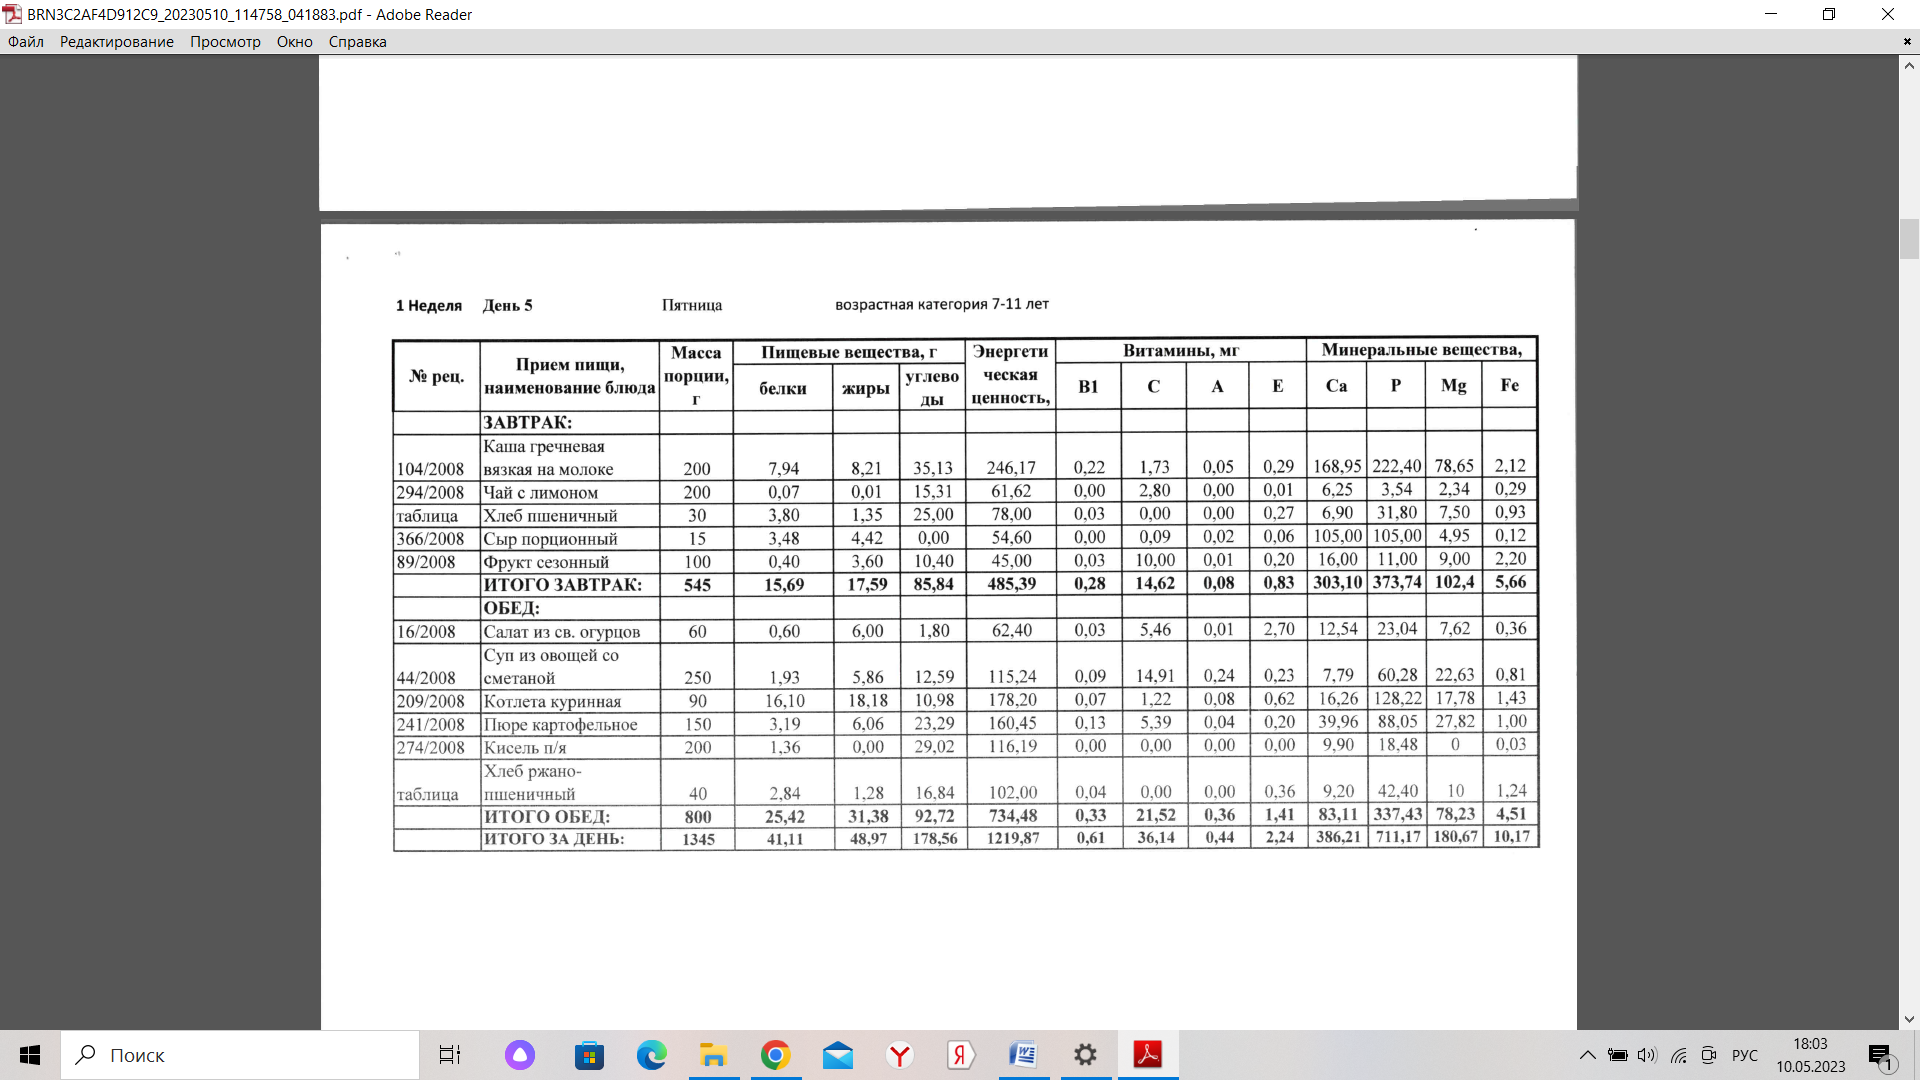 BRN3C2AF4D912C9_20230510_114758_041883.pdf - Adobe Reader
Файл Редактирование Просмотр Окно Справка
1 Неделя День 5 Пятница возрастная категория 7-11 лет
№ рец. Прием пищи, наименование блюда Масса порции, г Пищевые вещества, г Энергети ческая ценность, Витамины, мг Минеральные вещества,
белки жиры углево ды B1 C A E Ca P Mg Fe
ЗАВТРАК:
104/2008 Каша гречневая вязкая на молоке 200 7,94 8,21 35,13 246,17 0,22 1,73 0,05 0,29 168,95 222,40 78,65 2,12
294/2008 Чай с лимоном 200 0,07 0,01 15,31 61,62 0,00 2,80 0,00 0,01 6,25 3,54 2,34 0,29
таблица Хлеб пшеничный 30 3,80 1,35 25,00 78,00 0,03 0,00 0,00 0,27 6,90 31,80 7,50 0,93
366/2008 Сыр порционный 15 3,48 4,42 0,00 54,60 0,00 0,09 0,02 0,06 105,00 105,00 4,95 0,12
89/2008 Фрукт сезонный 100 0,40 3,60 10,40 45,00 0,03 10,00 0,01 0,20 16,00 11,00 9,00 2,20
ИТОГО ЗАВТРАК: 545 15,69 17,59 85,84 485,39 0,28 14,62 0,08 0,83 303,10 373,74 102,4 5,66
ОБЕД:
16/2008 Салат из св. огурцов 60 0,60 6,00 1,80 62,40 0,03 5,46 0,01 2,70 12,54 23,04 7,62 0,36
44/2008 Суп из овощей со сметаной 250 1,93 5,86 12,59 115,24 0,09 14,91 0,24 0,23 7,79 60,28 22,63 0,81
209/2008 Котлета куринная 90 16,10 18,18 10,98 178,20 0,07 1,22 0,08 0,62 16,26 128,22 17,78 1,43
241/2008 Пюре картофельное 150 3,19 6,06 23,29 160,45 0,13 5,39 0,04 0,20 39,96 88,05 27,82 1,00
274/2008 Кисель п/я 200 1,36 0,00 29,02 116,19 0,00 0,00 0,00 0,00 9,90 18,48 0 0,03
таблица Хлеб ржано-пшеничный 40 2,84 1,28 16,84 102,00 0,04 0,00 0,00 0,36 9,20 42,40 10 1,24
ИТОГО ОБЕД: 800 25,42 31,38 92,72 734,48 0,33 21,52 0,36 1,41 83,11 337,43 78,23 4,51
ИТОГО ЗА ДЕНЬ: 1345 41,11 48,97 178,56 1219,87 0,61 36,14 0,44 2,24 386,21 711,17 180,67 10,17
Поиск
РУС
18:03
10.05.2023
1